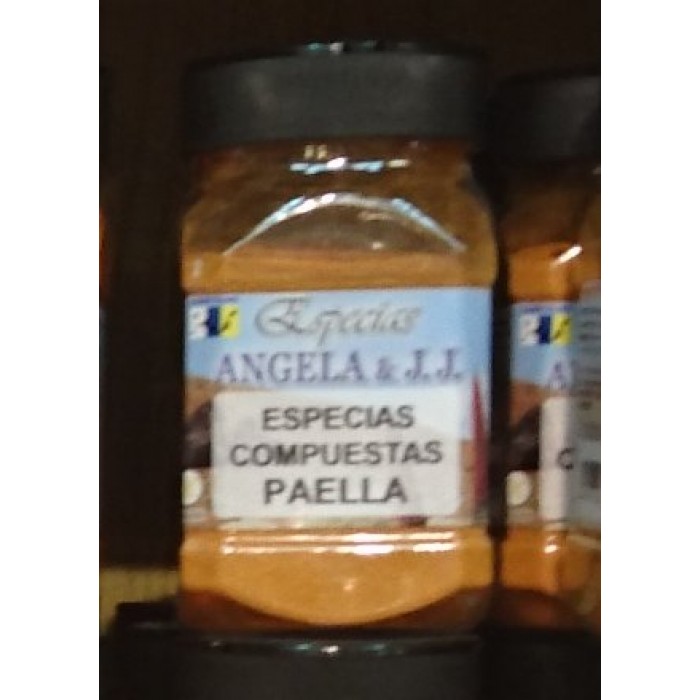 Especias
ANGELA & J.J.
ESPECIAS
COMPUESTAS
PAELLA